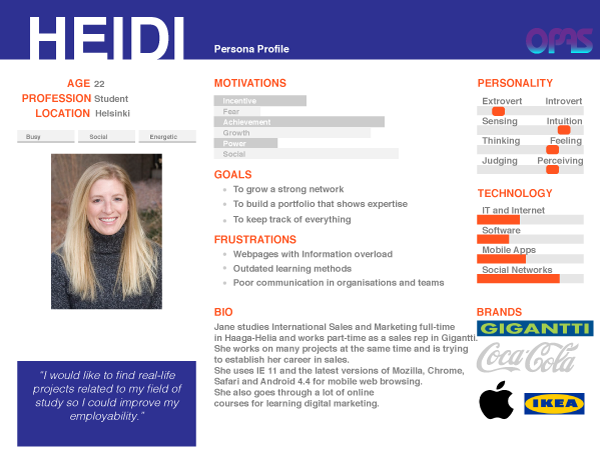 HEIDI
Persona Profile
OPAS
AGE 22
PROFESSION Student
LOCATION Helsinki
Busy Social Energetic
"I would like to find real-life
projects related to my field of
study so I could improve my
employability."
MOTIVATIONS
Incentive
Fear
Achievement
Growth
Power
Social
GOALS
To grow a strong network
To build a portfolio that shows expertise
To keep track of everything
FRUSTRATIONS
Webpages with Information overload
Outdated learning methods
Poor communication in organisations and teams
BIO
Jane studies International Sales and Marketing full-time
in Haaga-Helia and works part-time as a sales rep in Gigantti.
She works on many projects at the same time and is trying
to establish her career in sales.
She uses IE 11 and the latest versions of Mozilla, Chrome,
Safari and Android 4.4 for mobile web browsing.
She also goes through a lot of online
courses for learning digital marketing.
PERSONALITY
Extrovert Introvert
Sensing Intuition
Thinking Feeling
Judging Perceiving
TECHNOLOGY
IT and Internet
Software
Mobile Apps
Social Networks
BRANDS
GIGANTTI
Coca-Cola
IKEA